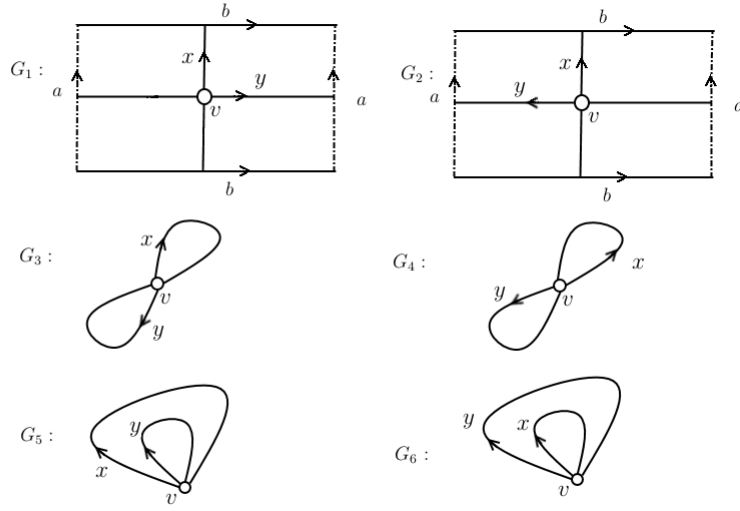 b b
G₁ : x y G₂ : y x
a v a a v a
b b
G₃ : x G₄ : x
v y y v
G₅ : y x G₆ : y x
v v